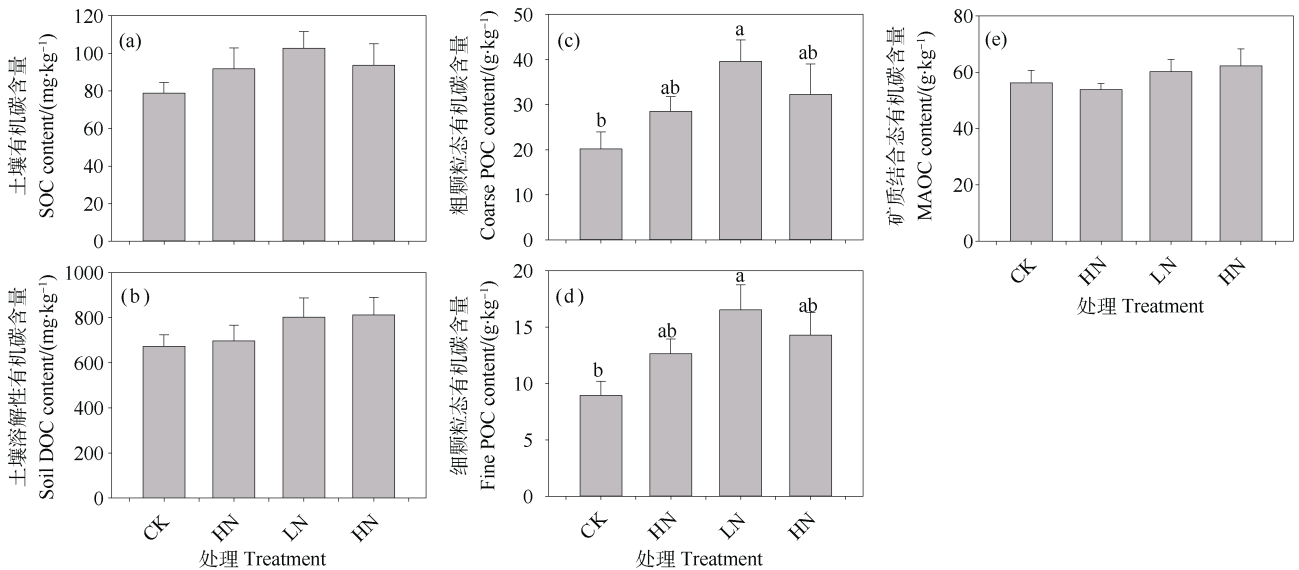 (a)
土壤有机碳含量
SOC content/(mg·kg⁻¹)
120
100
80
60
40
20
0
(b)
土壤溶解性有机碳含量
Soil DOC content/(mg·kg⁻¹)
1000
800
600
400
200
0
CK HN LN HN
处理 Treatment
(c)
粗颗粒态有机碳含量
Coarse POC content/(g·kg⁻¹)
50
40
30
20
10
0
b ab a ab
(d)
细颗粒态有机碳含量
Fine POC content/(g·kg⁻¹)
20
15
10
5
0
b ab a ab
CK HN LN HN
处理 Treatment
(e)
矿质结合态有机碳含量
MAOC content/(g·kg⁻¹)
80
60
40
20
0
CK HN LN HN
处理 Treatment